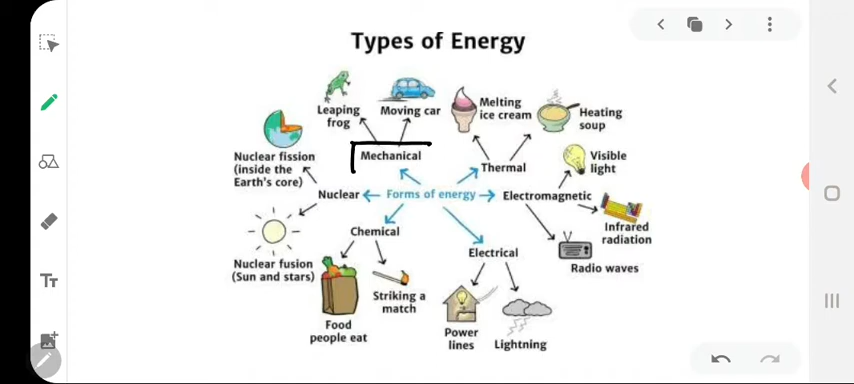 Types of Energy
Leaping
frog
Moving car
Melting
ice cream
Heating
soup
Nuclear fission
(inside the
Earth's core)
Mechanical
Thermal
Visible
light
Nuclear
Forms of energy
Electromagnetic
Infrared
radiation
Chemical
Electrical
Radio waves
Nuclear fusion
(Sun and stars)
Striking a
match
Food
people eat
Power
lines
Lightning
TT